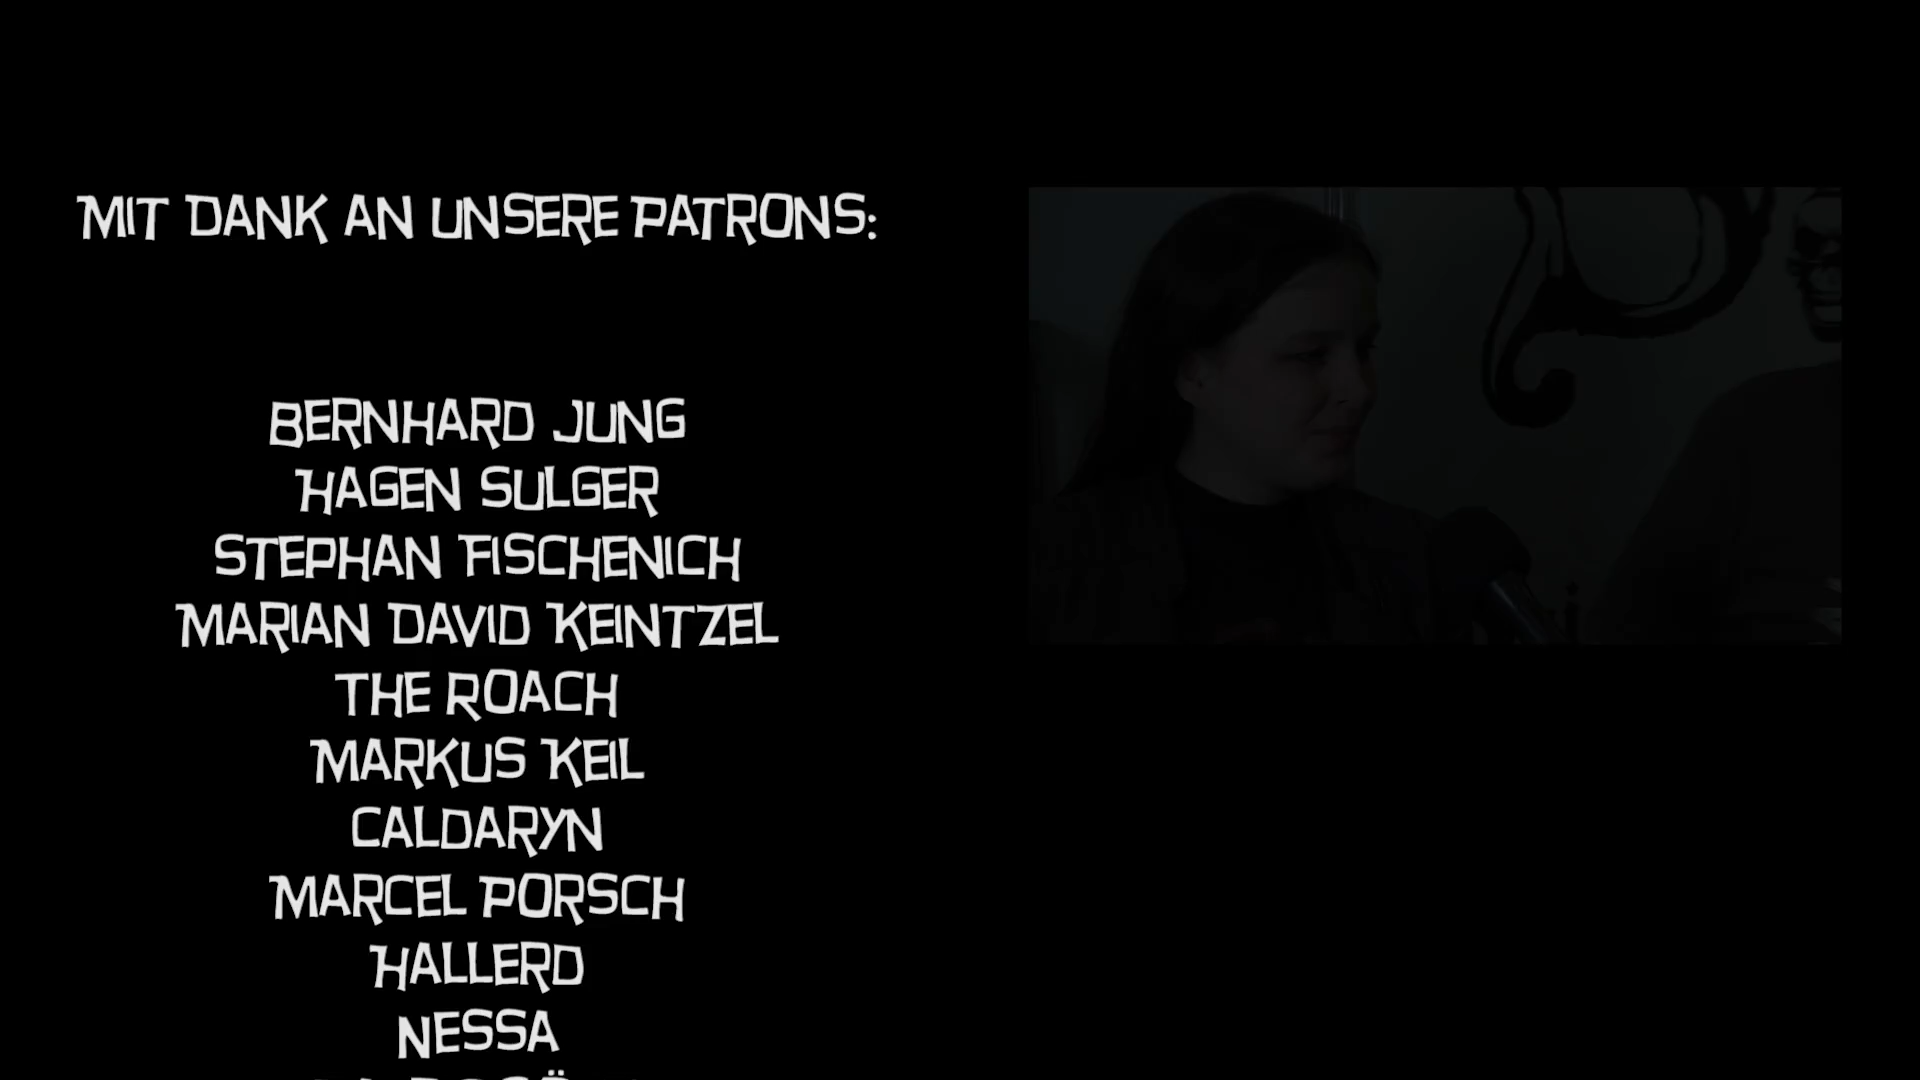 MIT DANK AN UNSERE PATRONS:
BERNHARD JUNG
HAGEN SULGER
STEPHAN FISCHENICH
MARIAN DAVID KEINTZEL
THE ROACH
MARKUS KEIL
CALDARYN
MARCEL PORSCH
HALLERD
NESSA